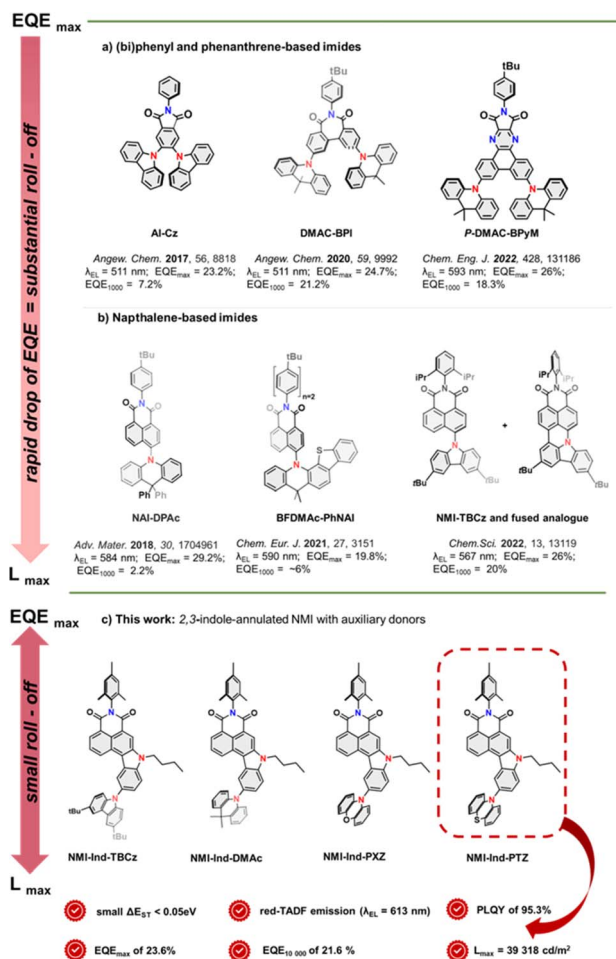 EQE max
a) (bi)phenyl and phenanthrene-based imides
tBu
tBu
O N O
O N O
O N O
N N
N N
N N
N N
AI-Cz
DMAC-BPI
P-DMAC-BPyM
Angew. Chem. 2017, 56, 8818
λEL = 511 nm; EQEmax = 23.2%;
EQE1000 = 7.2%
Angew. Chem. 2020, 59, 9992
λEL = 511 nm; EQEmax = 24.7%;
EQE1000 = 21.2%
Chem. Eng. J. 2022, 428, 131186
λEL = 593 nm; EQEmax = 26%;
EQE1000 = 18.3%
rapid drop of EQE = substantial roll - off
b) Napthalene-based imides
tBu
tBu
n=2
iPr iPr
iPr iPr
O N O
O N O
O N O
O N O
+
S
N
N
N
N
Ph Ph
tBu tBu
tBu tBu
NAI-DPAc
BFDMAc-PhNAI
NMI-TBCz and fused analogue
Adv. Mater. 2018, 30, 1704961
λEL = 584 nm; EQEmax = 29.2%;
EQE1000 = 2.2%
Chem. Eur. J. 2021, 27, 3151
λEL = 590 nm; EQEmax = 19.8%;
EQE1000 = ~6%
Chem.Sci. 2022, 13, 13119
λEL = 567 nm; EQEmax = 26%;
EQE1000 = 20%
L max
EQE max
c) This work: 2,3-indole-annulated NMI with auxiliary donors
small roll - off
O N O
O N O
O N O
O N O
N
N
N
N
tBu N
N
N
N
tBu
O
S
NMI-Ind-TBCz
NMI-Ind-DMAc
NMI-Ind-PXZ
NMI-Ind-PTZ
L max
small ΔEST < 0.05eV
red-TADF emission (λEL = 613 nm)
PLQY of 95.3%
EQEmax of 23.6%
EQE10 000 of 21.6 %
Lmax = 39 318 cd/m2